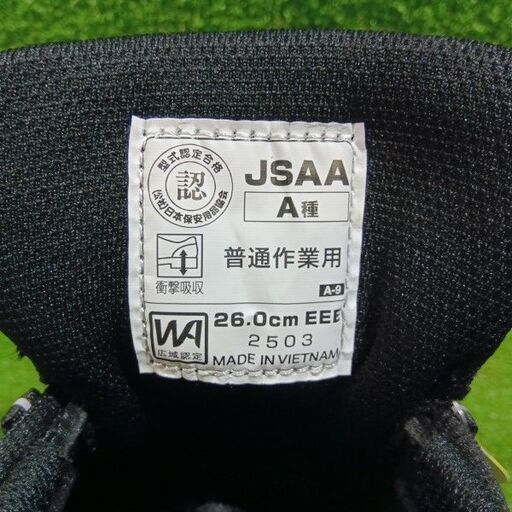 型式認定合格
認
(公社)日本保安用品協会
JSAA
A種
衝撃吸収
普通作業用
A-9
WA
広域認定
26.0cm EEE
2503
MADE IN VIETNAM